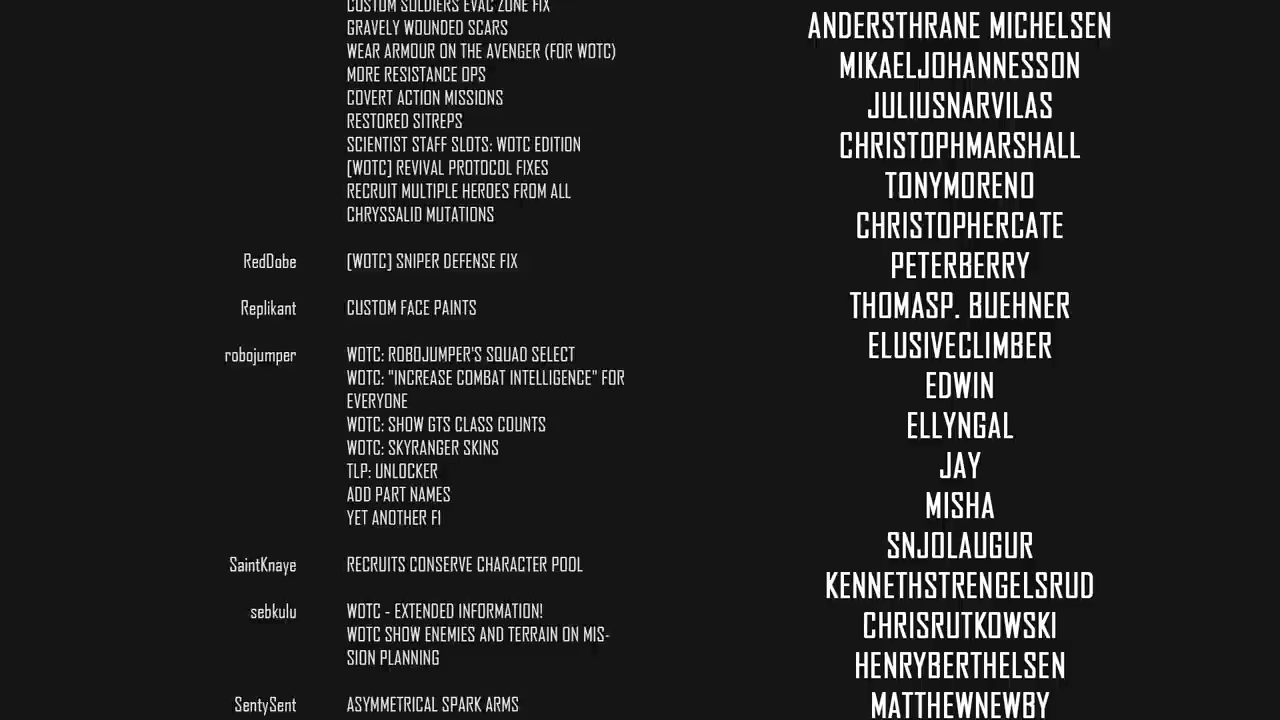 CUSTOM SOLDIERS EVAC ZONE FIX
GRAVELY WOUNDED SCARS
WEAR ARMOUR ON THE AVENGER (FOR WOTC)
MORE RESISTANCE OPS
COVERT ACTION MISSIONS
RESTORED SITREPS
SCIENTIST STAFF SLOTS: WOTC EDITION
[WOTC] REVIVAL PROTOCOL FIXES
RECRUIT MULTIPLE HEROES FROM ALL
CHRYSSALID MUTATIONS
RedDobe [WOTC] SNIPER DEFENSE FIX
Replikant CUSTOM FACE PAINTS
robojumper WOTC: ROBOJUMPER'S SQUAD SELECT
WOTC: "INCREASE COMBAT INTELLIGENCE" FOR
EVERYONE
WOTC: SHOW GTS CLASS COUNTS
WOTC: SKYRANGER SKINS
TLP: UNLOCKER
ADD PART NAMES
YET ANOTHER F1
SaintKnaye RECRUITS CONSERVE CHARACTER POOL
sebkulu WOTC - EXTENDED INFORMATION!
WOTC SHOW ENEMIES AND TERRAIN ON MIS-
SION PLANNING
SentySent ASYMMETRICAL SPARK ARMS
ANDERSTHRANE MICHELSEN
MIKAELJOHANNESSON
JULIUSNARVILAS
CHRISTOPHMARSHALL
TONYMORENO
CHRISTOPHERCATE
PETERBERRY
THOMASP. BUEHNER
ELUSIVECLIMBER
EDWIN
ELLYNGAL
JAY
MISHA
SNJOLAUGUR
KENNETHSTRENGELSRUD
CHRISRUTKOWSKI
HENRYBERTHELSEN
MATTHEWNEWBY